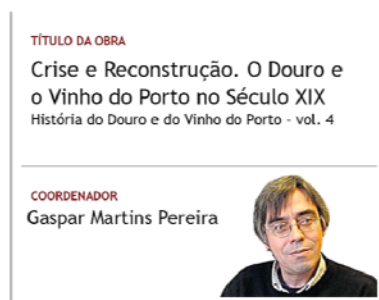 TÍTULO DA OBRA
Crise e Reconstrução. O Douro e
o Vinho do Porto no Século XIX
História do Douro e do Vinho do Porto - vol. 4
COORDENADOR
Gaspar Martins Pereira